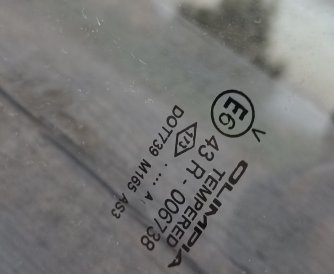 OLIMPIA
TEMPERED
43 R - 006738
E6 V
.... A
DOT739 M165 AS3